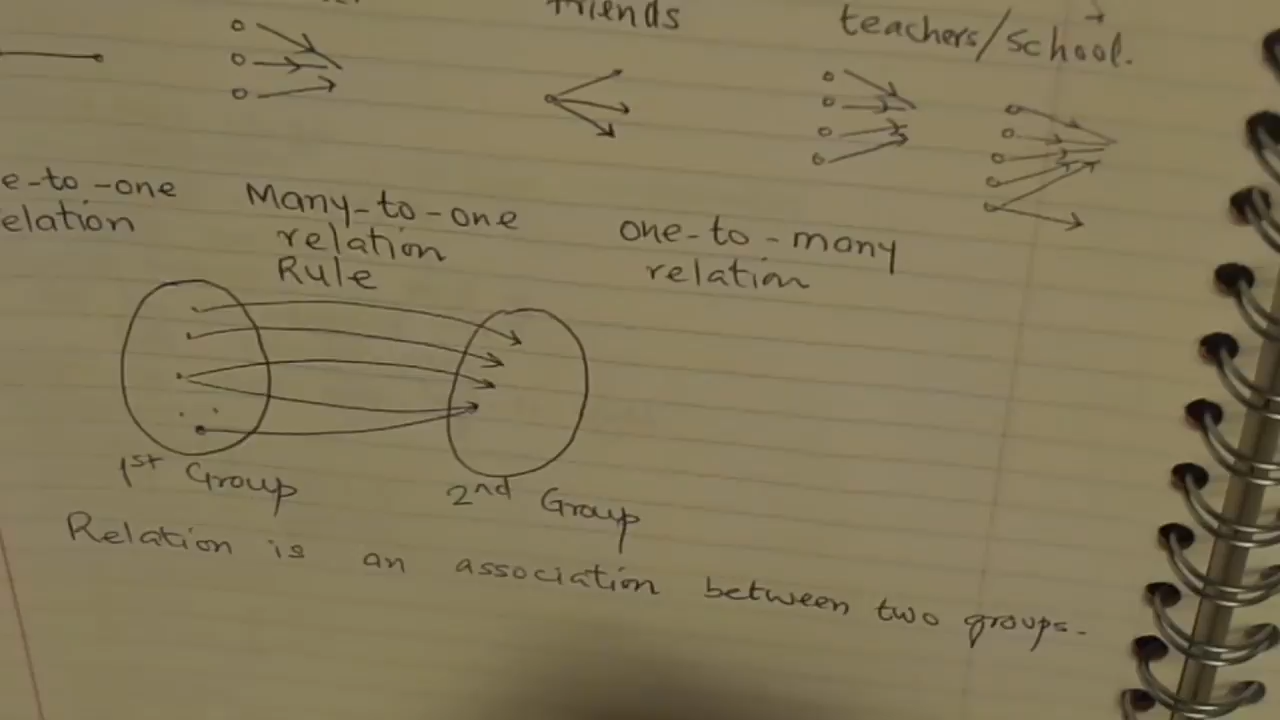 friends
teachers/school.
e-to-one
elation
Many-to-one
relation
Rule
one-to-many
relation
1st Group
2nd Group
Relation is an association between two groups.